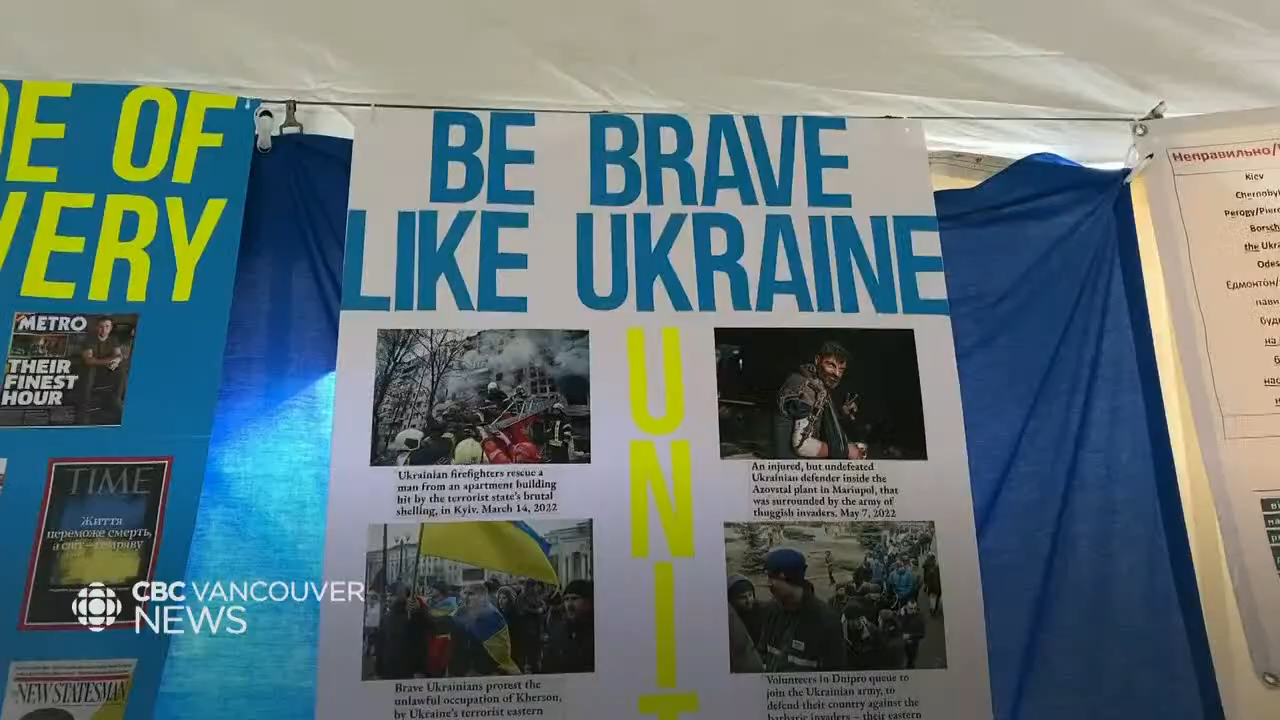 OF
VERY
METRO
THEIR
FINEST
HOUR
TIME
Життя
переможе смерть,
а світ – темряву
NEW STATESMAN
BE BRAVE
LIKE UKRAINE
UNIT
Ukrainian firefighters rescue a
man from an apartment building
hit by the terrorist state's brutal
shelling, in Kyiv. March 14, 2022
An injured, but undefeated
Ukrainian defender inside the
Azovstal plant in Mariupol, that
was surrounded by the army of
thuggish invaders. May 7, 2022
Brave Ukrainians protest the
unlawful occupation of Kherson,
by Ukraine's terrorist eastern
Volunteers in Dnipro queue to
join the Ukrainian army, to
defend their country against the
barbaric invaders – their eastern
Неправильно/
Kiev
Chernobyl
Perogy/
Borsch
the
Odes
CBC VANCOUVER
NEWS